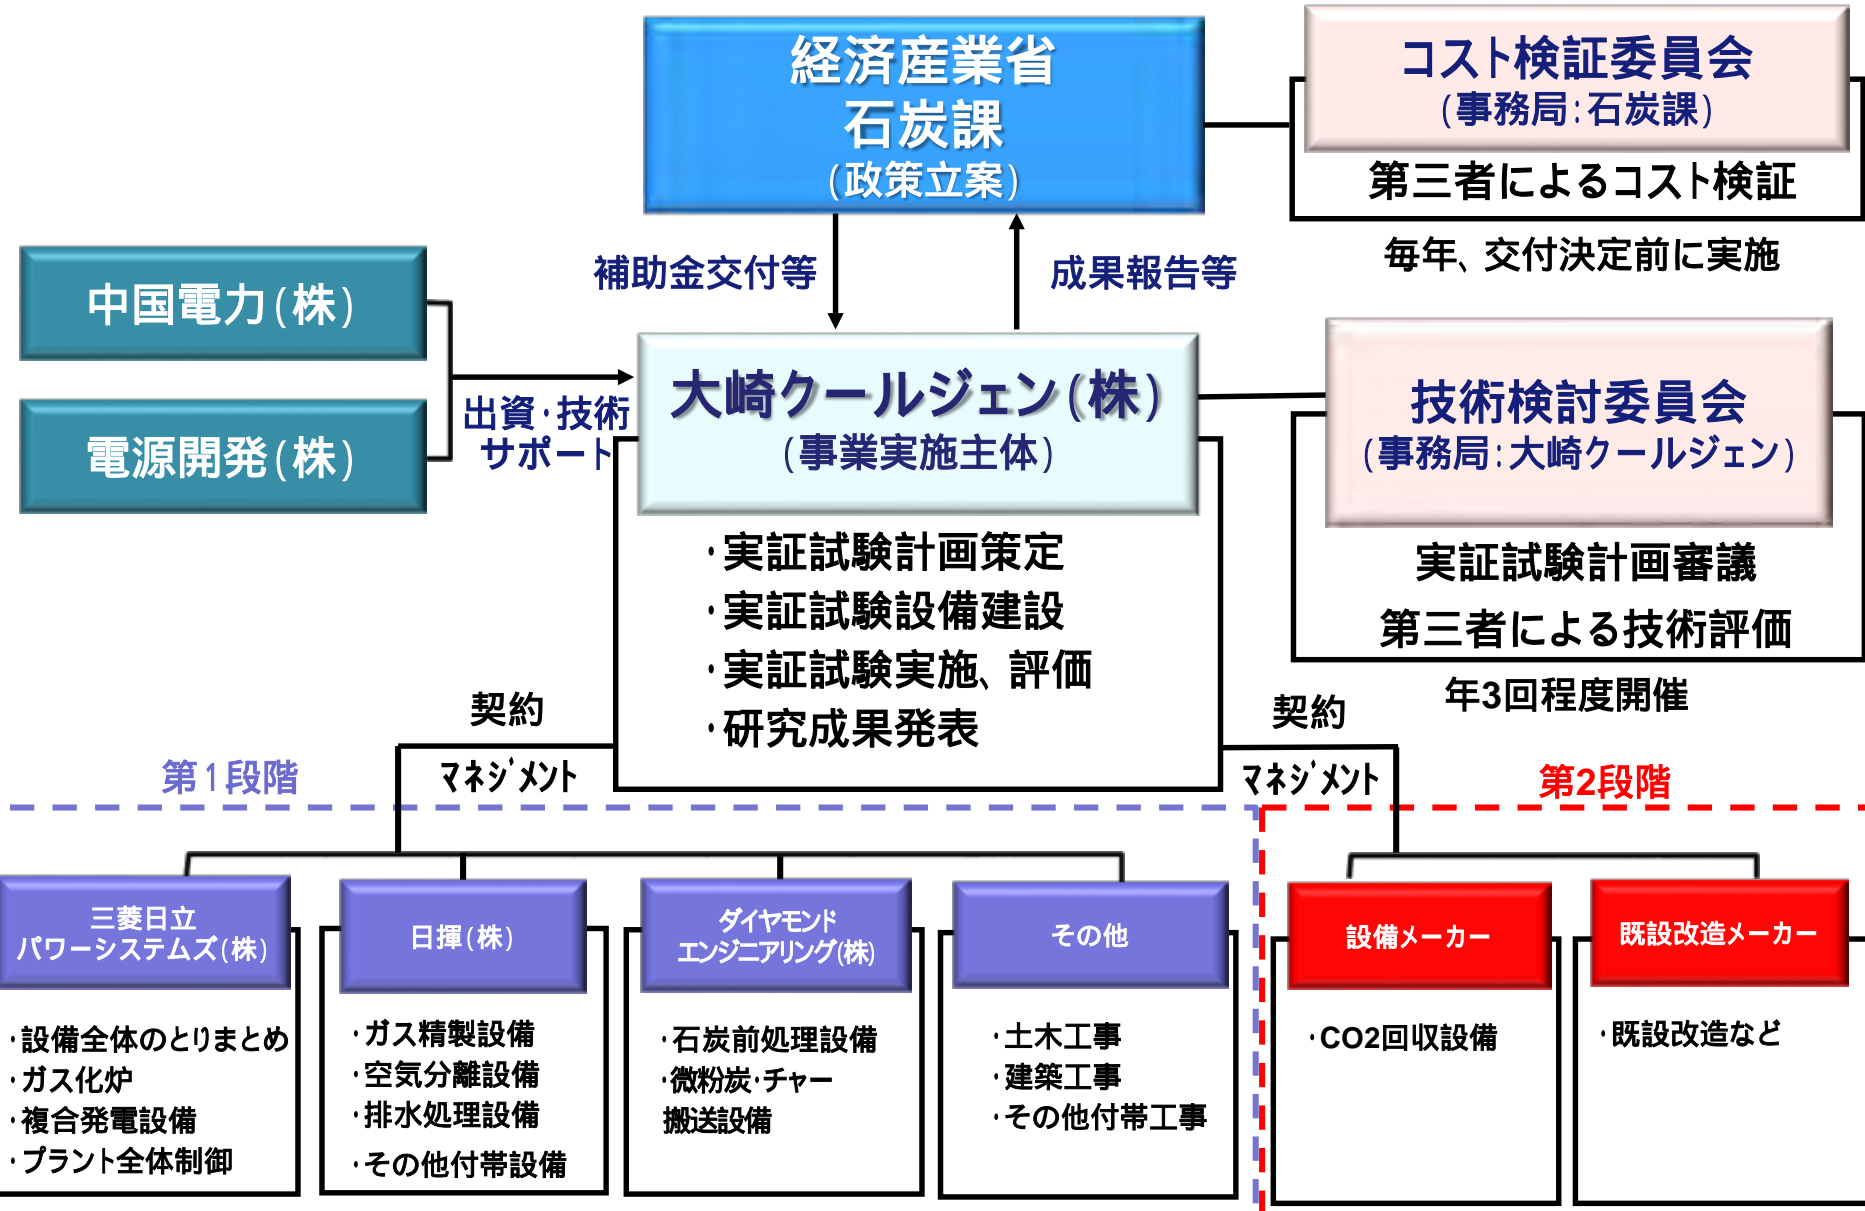 経済産業省
石炭課
(政策立案)
コスト検証委員会
(事務局:石炭課)
第三者によるコスト検証
毎年、交付決定前に実施
補助金交付等
成果報告等
中国電力(株)
電源開発(株)
出資・技術
サポート
大崎クールジェン(株)
(事業実施主体)
・実証試験計画策定
・実証試験設備建設
・実証試験実施、評価
・研究成果発表
技術検討委員会
(事務局:大崎クールジェン)
実証試験計画審議
第三者による技術評価
年3回程度開催
契約
マネジメント
契約
マネジメント
第1段階
第2段階
三菱日立
パワーシステムズ(株)
・設備全体のとりまとめ
・ガス化炉
・複合発電設備
・プラント全体制御
日揮(株)
・ガス精製設備
・空気分離設備
・排水処理設備
・その他付帯設備
ダイヤモンド
エンジニアリング(株)
・石炭前処理設備
・微粉炭・チャー
搬送設備
その他
・土木工事
・建築工事
・その他付帯工事
設備メーカー
・CO2回収設備
既設改造メーカー
・既設改造など